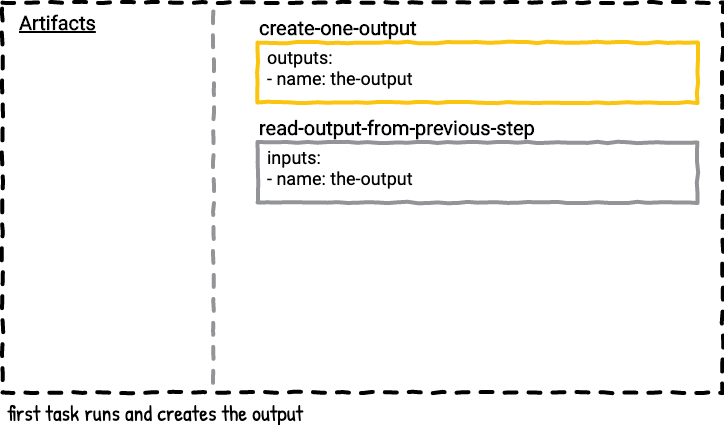 Artifacts
create-one-output
outputs:
- name: the-output
read-output-from-previous-step
inputs:
- name: the-output
first task runs and creates the output